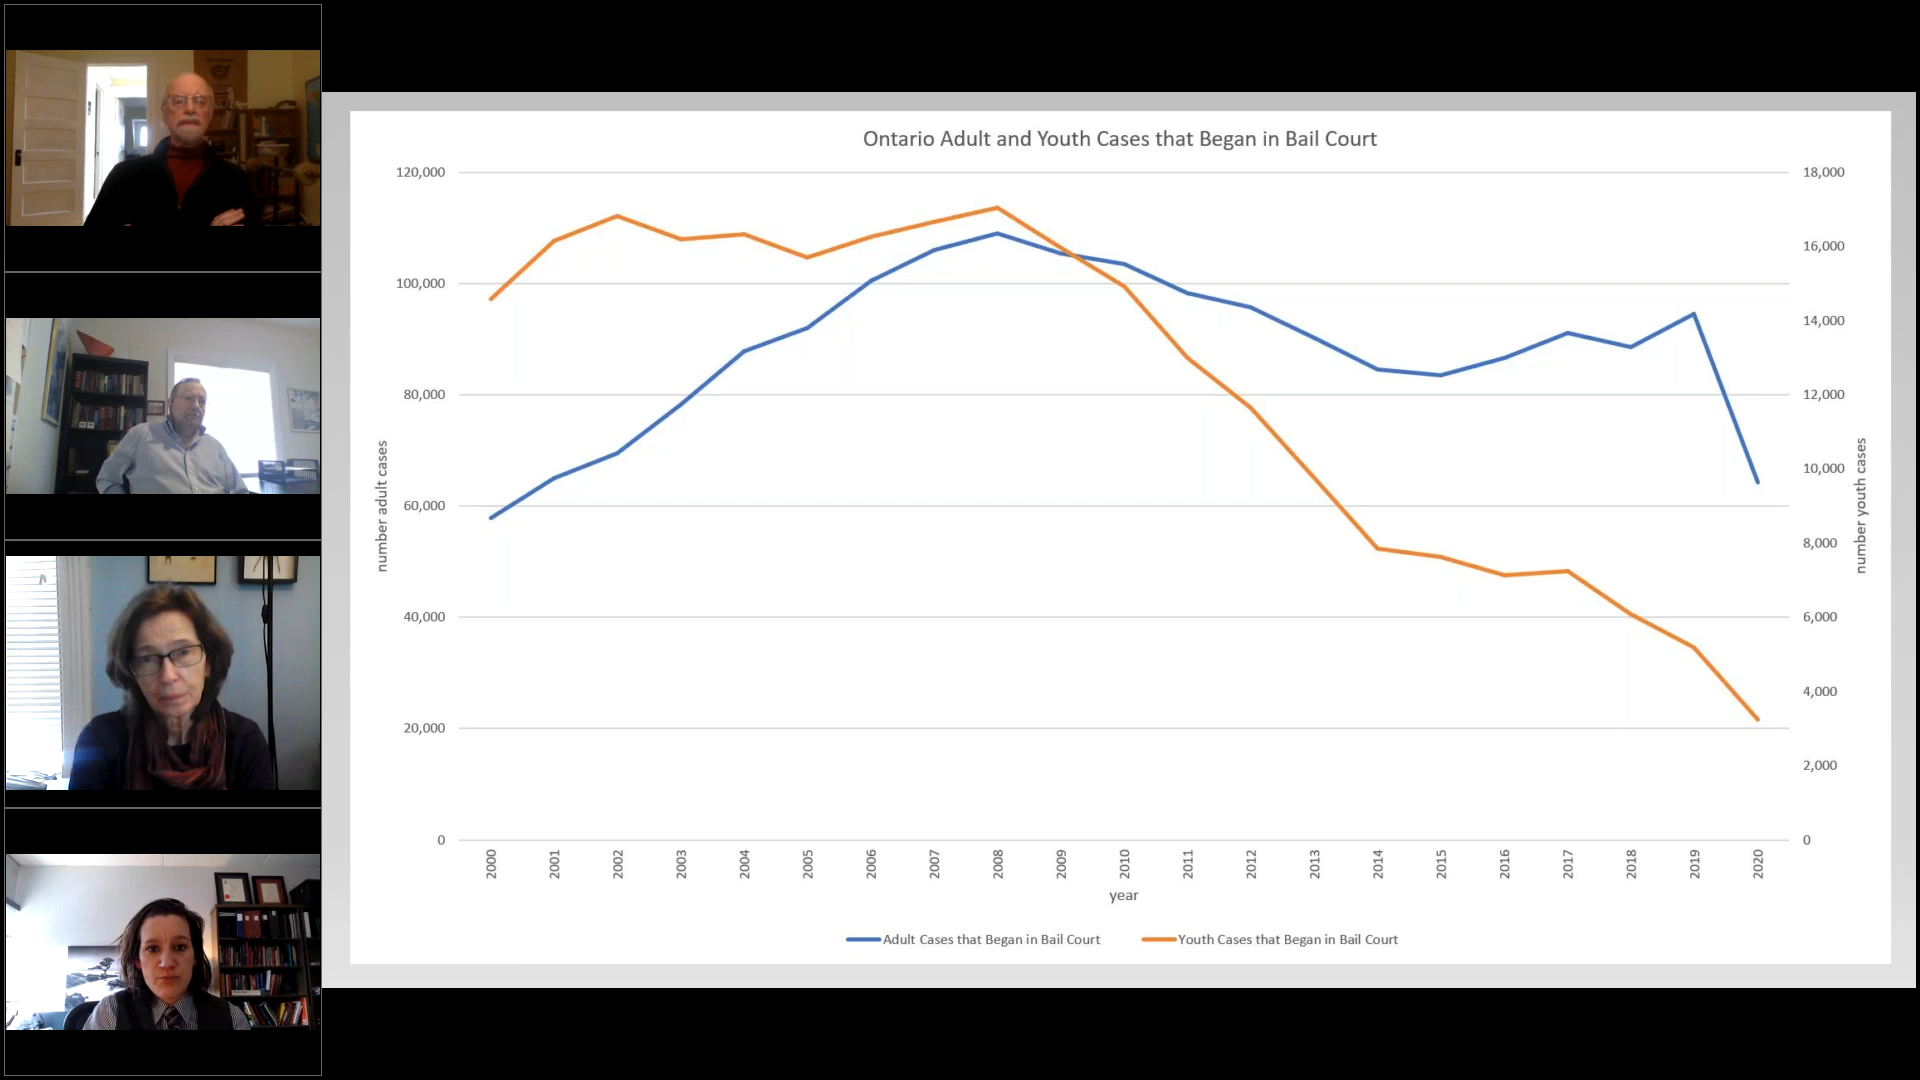 Ontario Adult and Youth Cases that Began in Bail Court
120,000
100,000
80,000
60,000
40,000
20,000
0
number adult cases
18,000
16,000
14,000
12,000
10,000
8,000
6,000
4,000
2,000
0
number youth cases
2000 2001 2002 2003 2004 2005 2006 2007 2008 2009 2010 2011 2012 2013 2014 2015 2016 2017 2018 2019 2020
year
Adult Cases that Began in Bail Court Youth Cases that Began in Bail Court